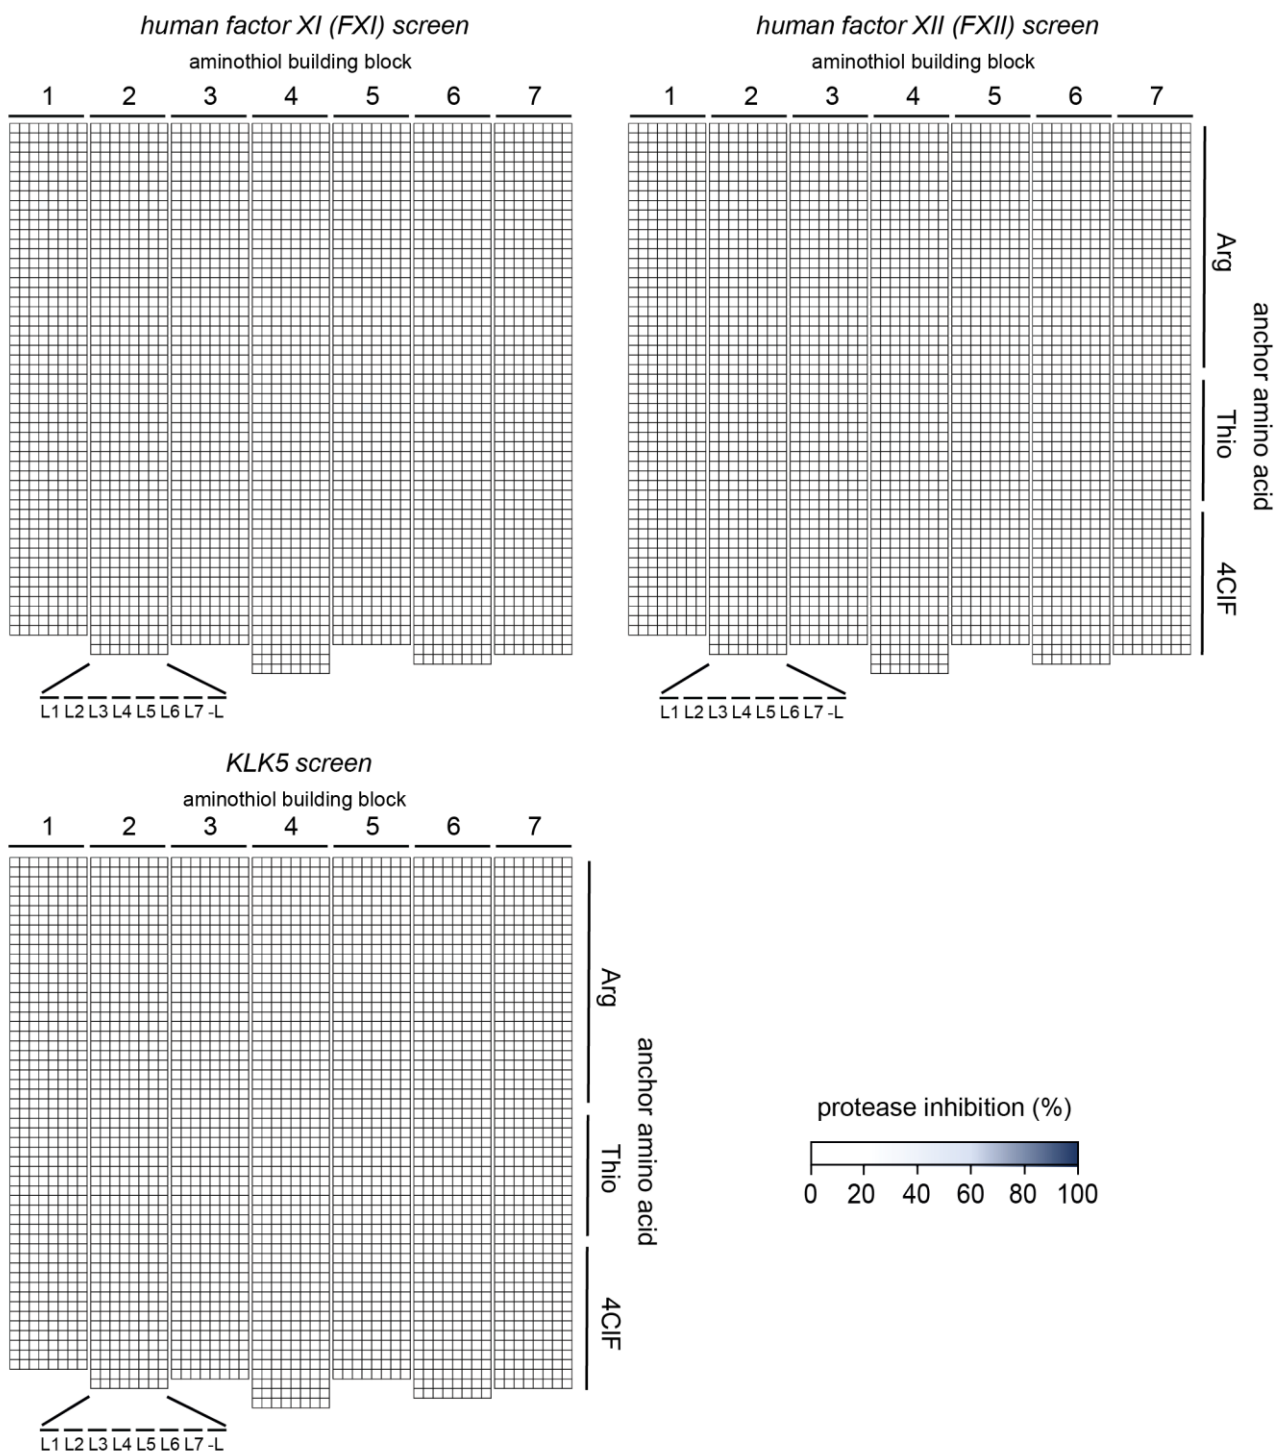 human factor XI (FXI) screen
aminothiol building block
1 2 3 4 5 6 7
L1 L2 L3 L4 L5 L6 L7 -L
human factor XII (FXII) screen
aminothiol building block
1 2 3 4 5 6 7
Arg
Thio
4ClF
anchor amino acid
L1 L2 L3 L4 L5 L6 L7 -L
KLK5 screen
aminothiol building block
1 2 3 4 5 6 7
Arg
Thio
4ClF
anchor amino acid
L1 L2 L3 L4 L5 L6 L7 -L
protease inhibition (%)
0 20 40 60 80 100